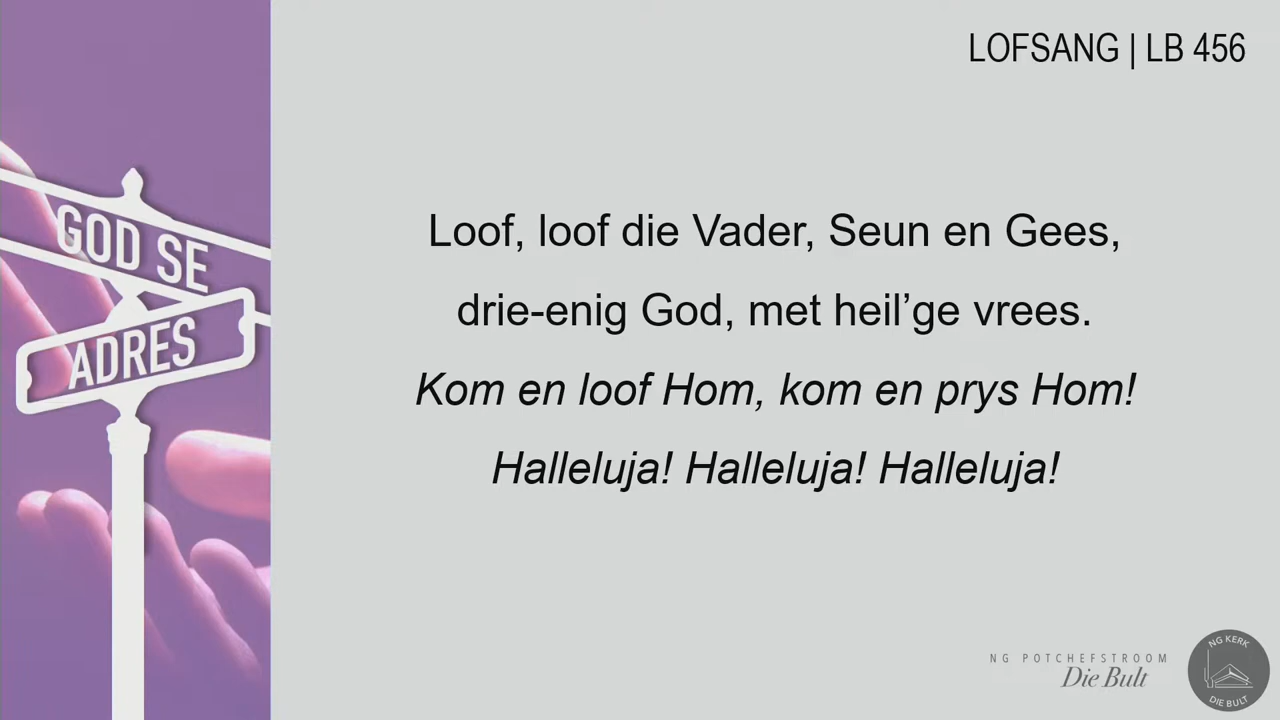 LOFSANG | LB 456
GOD SE
ADRES
Loof, loof die Vader, Seun en Gees,
drie-enig God, met heil’ge vrees.
Kom en loof Hom, kom en prys Hom!
Halleluja! Halleluja! Halleluja!
NG POTCHEFSTROOM
Die Bult
NG KERK
DIE BULT